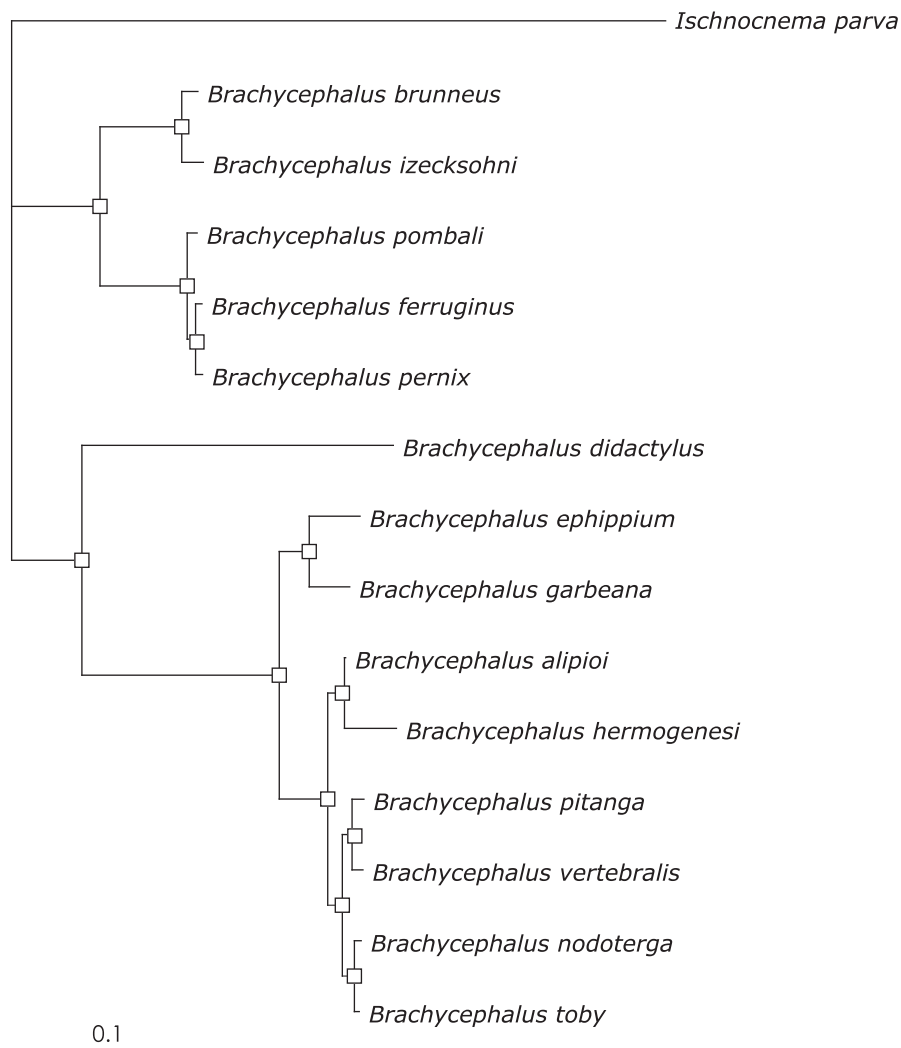 Ischnocnema parva
Brachycephalus brunneus
Brachycephalus izecksohni
Brachycephalus pombali
Brachycephalus ferruginus
Brachycephalus pernix
Brachycephalus didactylus
Brachycephalus ephippium
Brachycephalus garbeana
Brachycephalus alipioi
Brachycephalus hermogenesi
Brachycephalus pitanga
Brachycephalus vertebralis
Brachycephalus nodoterga
Brachycephalus toby
0.1